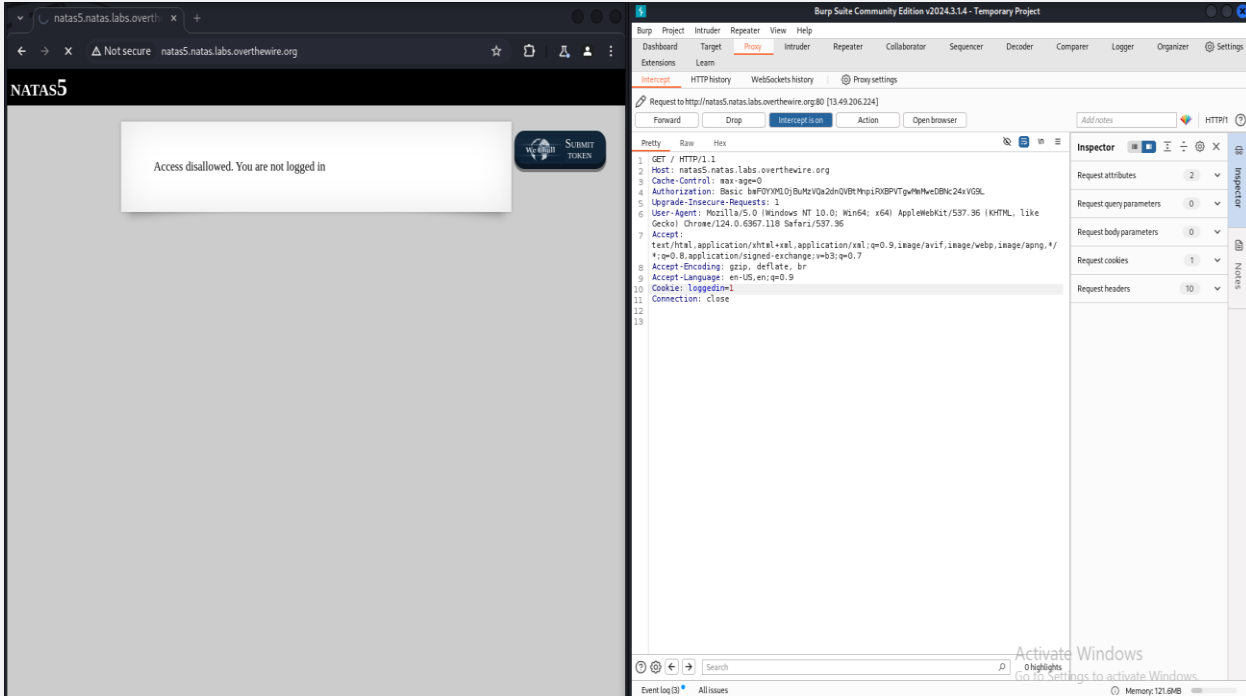 natas5.natas.labs.overth
Not secure natas5.natas.labs.overthewire.org
NATAS5
Access disallowed. You are not logged in
We Chall
SUBMIT
TOKEN
Burp Suite Community Edition v2024.3.1.4 - Temporary Project
Burp Project Intruder Repeater View Help
Dashboard Target Proxy Intruder Repeater Collaborator Sequencer Decoder Comparer Logger Organizer Settings
Extensions Learn
Intercept HTTP history WebSockets history Proxy settings
Request to http://natas5.natas.labs.overthewire.org:80 [13.49.206.224]
Forward Drop Intercept is on Action Open browser Add notes HTTP/1
Pretty Raw Hex
Inspector
1 GET / HTTP/1.1
2 Host: natas5.natas.labs.overthewire.org
3 Cache-Control: max-age=0
4 Authorization: Basic
5 Upgrade-Insecure-Requests: 1
6 User-Agent: Mozilla/5.0 (Windows NT 10.0; Win64; x64) AppleWebKit/537.36 (KHTML, like
Gecko) Chrome/124.0.6367.118 Safari/537.36
7 Accept:
text/html,application/xhtml+xml,application/xml;q=0.9,image/avif,image/webp,image/apng,*/
*;q=0.8,application/signed-exchange;v=b3;q=0.7
8 Accept-Encoding: gzip, deflate, br
9 Accept-Language: en-US,en;q=0.9
10 Cookie: loggedin=1
11 Connection: close
12
13
Request attributes 2
Request query parameters 0
Request body parameters 0
Request cookies 1
Request headers 10
Inspector
Notes
Search 0 highlights
Activate Windows
Go to Settings to activate Windows.
Event log (3) All issues
Memory: 121.6MB